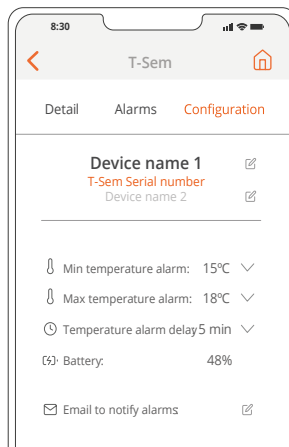 8:30
T-Sem
Detail Alarms Configuration
Device name 1
T-Sem Serial number
Device name 2
Min temperature alarm: 15ºC
Max temperature alarm: 18ºC
Temperature alarm delay 5 min
Battery: 48%
Email to notify alarms: